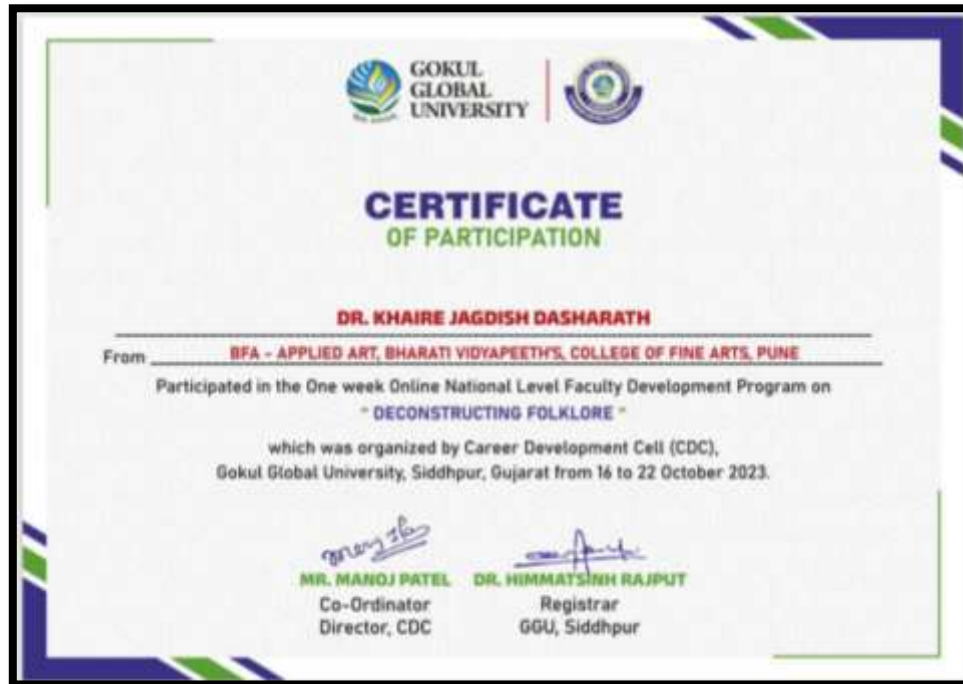 GOKUL
GLOBAL
UNIVERSITY
CERTIFICATE
OF PARTICIPATION
DR. KHAIRE JAGDISH DASHARATH
From BFA - APPLIED ART, BHARATI VIDYAPEETH'S, COLLEGE OF FINE ARTS, PUNE
Participated in the One week Online National Level Faculty Development Program on
" DECONSTRUCTING FOLKLORE "
which was organized by Career Development Cell (CDC),
Gokul Global University, Siddhpur, Gujarat from 16 to 22 October 2023.
MR. MANOJ PATEL DR. HIMMATSINH RAJPUT
Co-Ordinator Registrar
Director, CDC GGU, Siddhpur